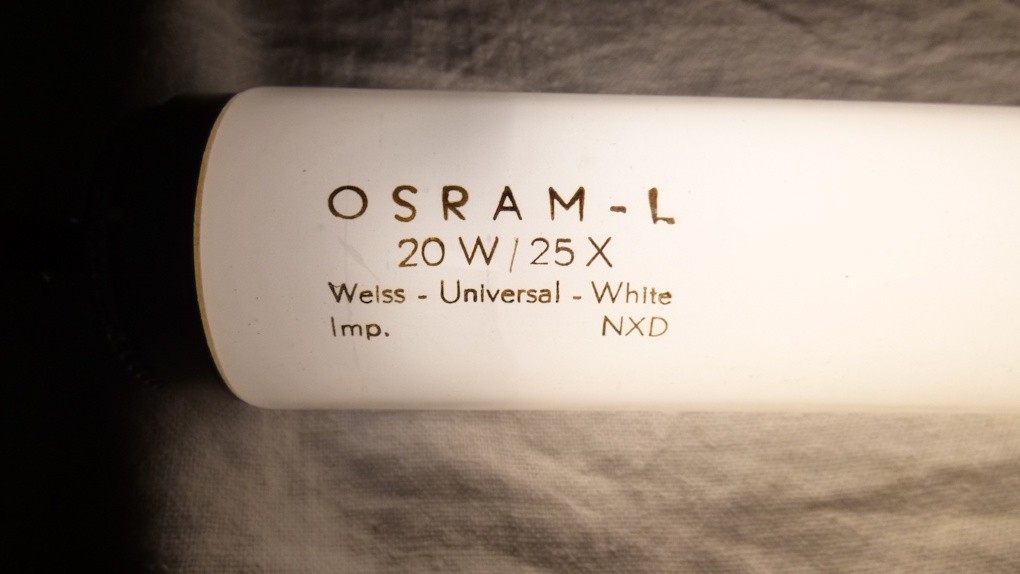 OSRAM-L
20 W/25 X
Weiss - Universal - White
Imp. NXD